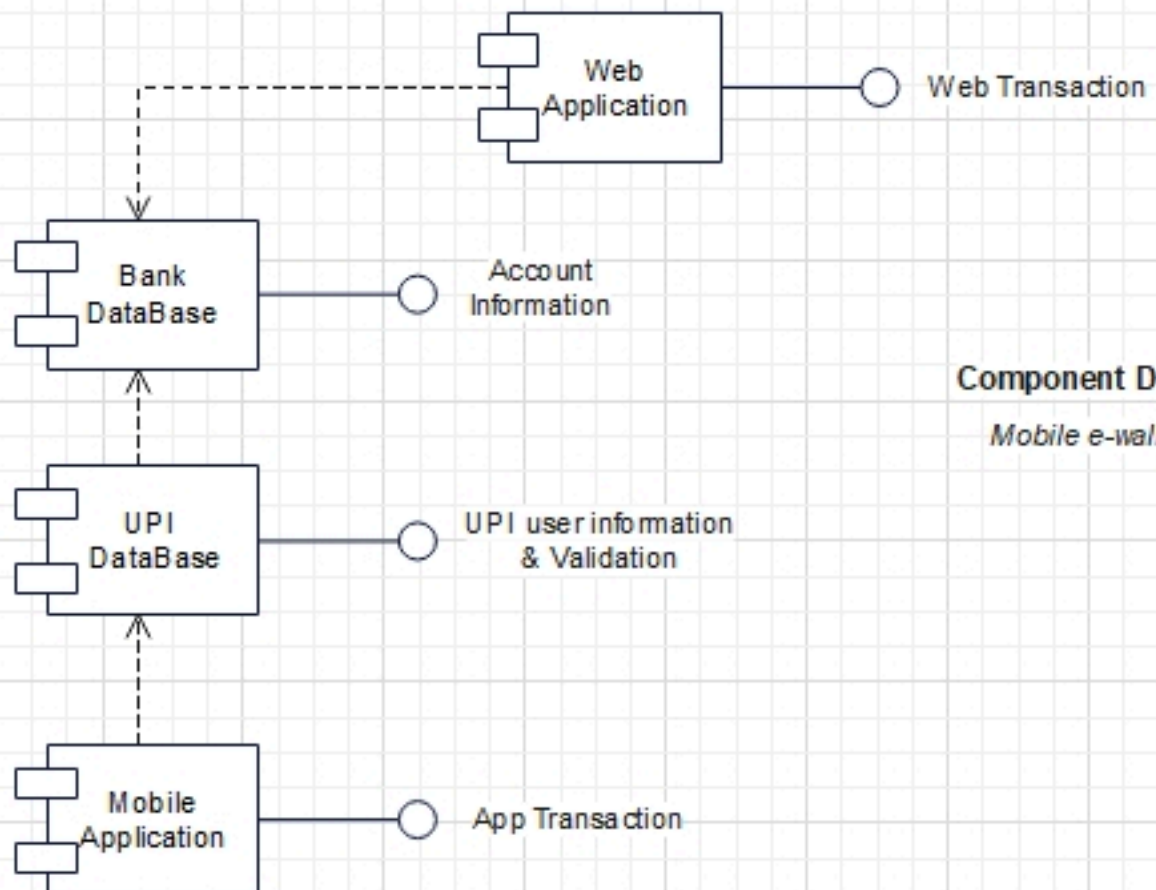 Web
Application
Web Transaction
Bank
DataBase
Account
Information
Component D
Mobile e-wal
UPI
DataBase
UPI user information
& Validation
Mobile
Application
App Transaction